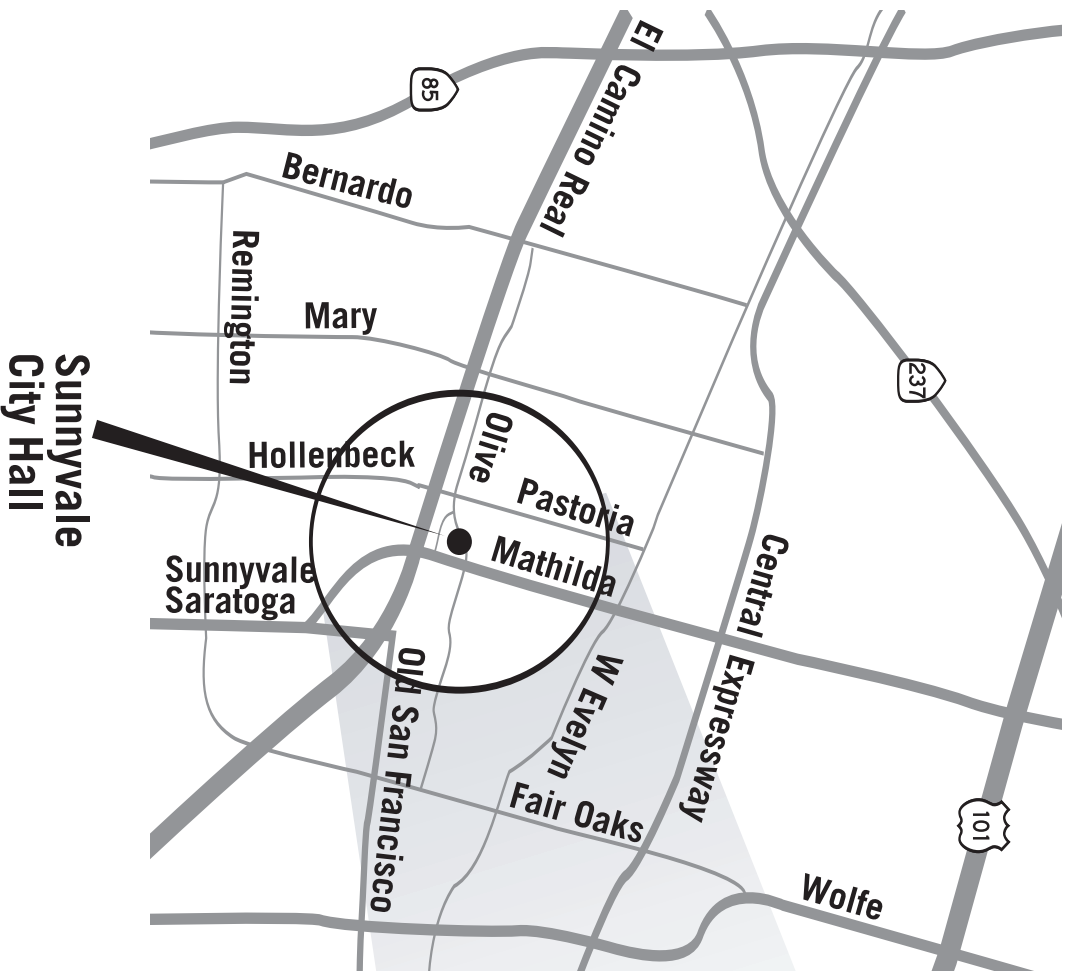 El Camino Real
85
Bernardo
Remington
Mary
237
Sunnyvale
City Hall
Hollenbeck
Olive
Pastoria
Mathilda
Central Expressway
Sunnyvale
Saratoga
Old San Francisco
W Evelyn
Fair Oaks
101
Wolfe